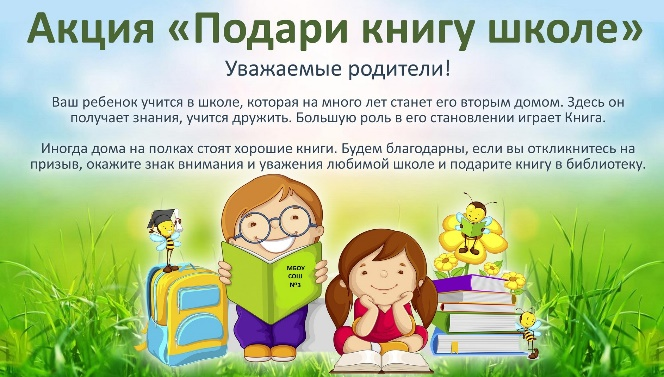 Акция «Подари книгу школе»
Уважаемые родители!
Ваш ребенок учится в школе, которая на много лет станет его вторым домом. Здесь он
получает знания, учится дружить. Большую роль в его становлении играет Книга.
Иногда дома на полках стоят хорошие книги. Будем благодарны, если вы откликнитесь на
призыв, окажите знак внимания и уважения любимой школе и подарите книгу в библиотеку.
МБОУ
СОШ
№1